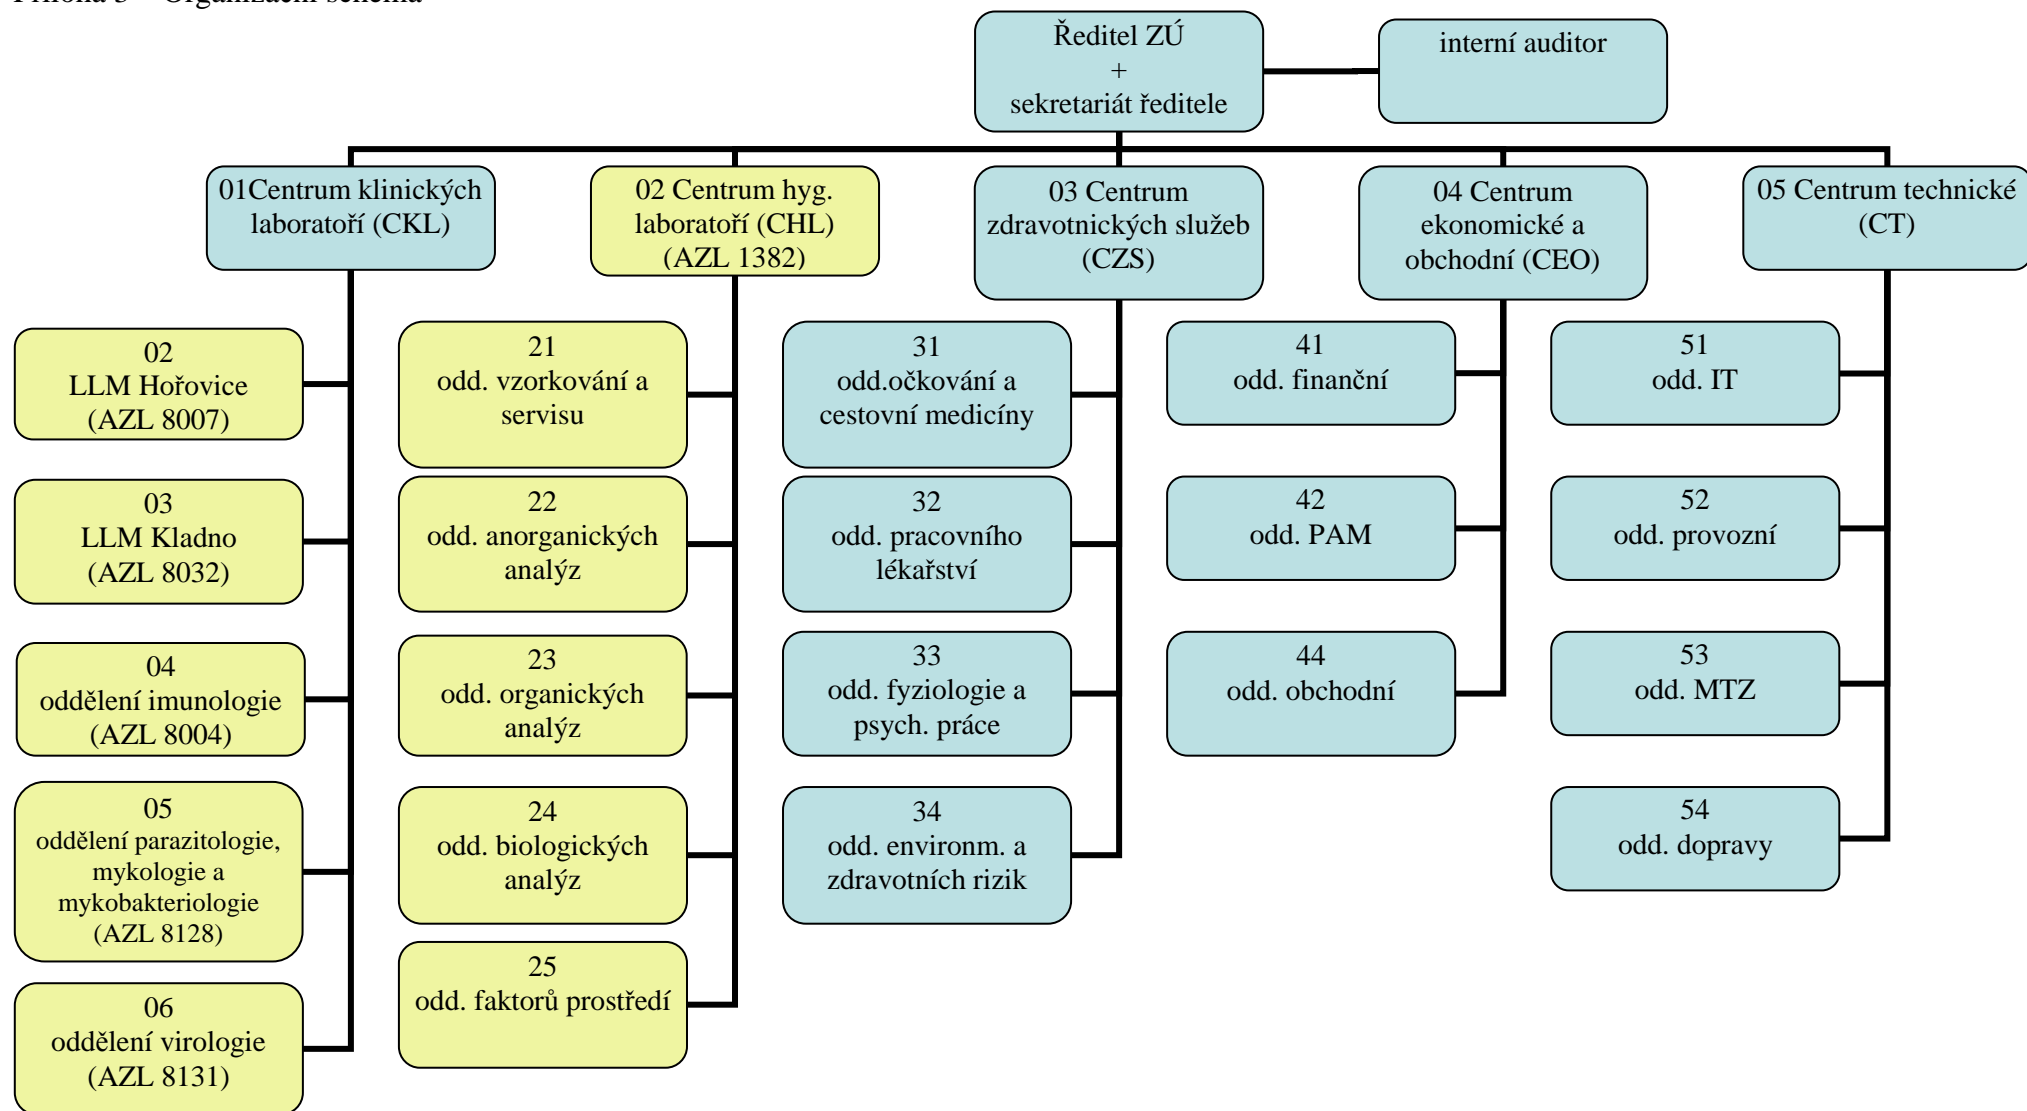 Příloha 3 – Organizační schéma
Ředitel ZÚ
+
sekretariát ředitele
interní auditor
01Centrum klinických
laboratoří (CKL)
02 Centrum hyg.
laboratoří (CHL)
(AZL 1382)
03 Centrum
zdravotnických služeb
(CZS)
04 Centrum
ekonomické a
obchodní (CEO)
05 Centrum technické
(CT)
02
LLM Hořovice
(AZL 8007)
03
LLM Kladno
(AZL 8032)
04
oddělení imunologie
(AZL 8004)
05
oddělení parazitologie,
mykologie a
mykobakteriologie
(AZL 8128)
06
oddělení virologie
(AZL 8131)
21
odd. vzorkování a
servisu
22
odd. anorganických
analýz
23
odd. organických
analýz
24
odd. biologických
analýz
25
odd. faktorů prostředí
31
odd.očkování a
cestovní medicíny
32
odd. pracovního
lékařství
33
odd. fyziologie a
psych. práce
34
odd. environm. a
zdravotních rizik
41
odd. finanční
42
odd. PAM
44
odd. obchodní
51
odd. IT
52
odd. provozní
53
odd. MTZ
54
odd. dopravy